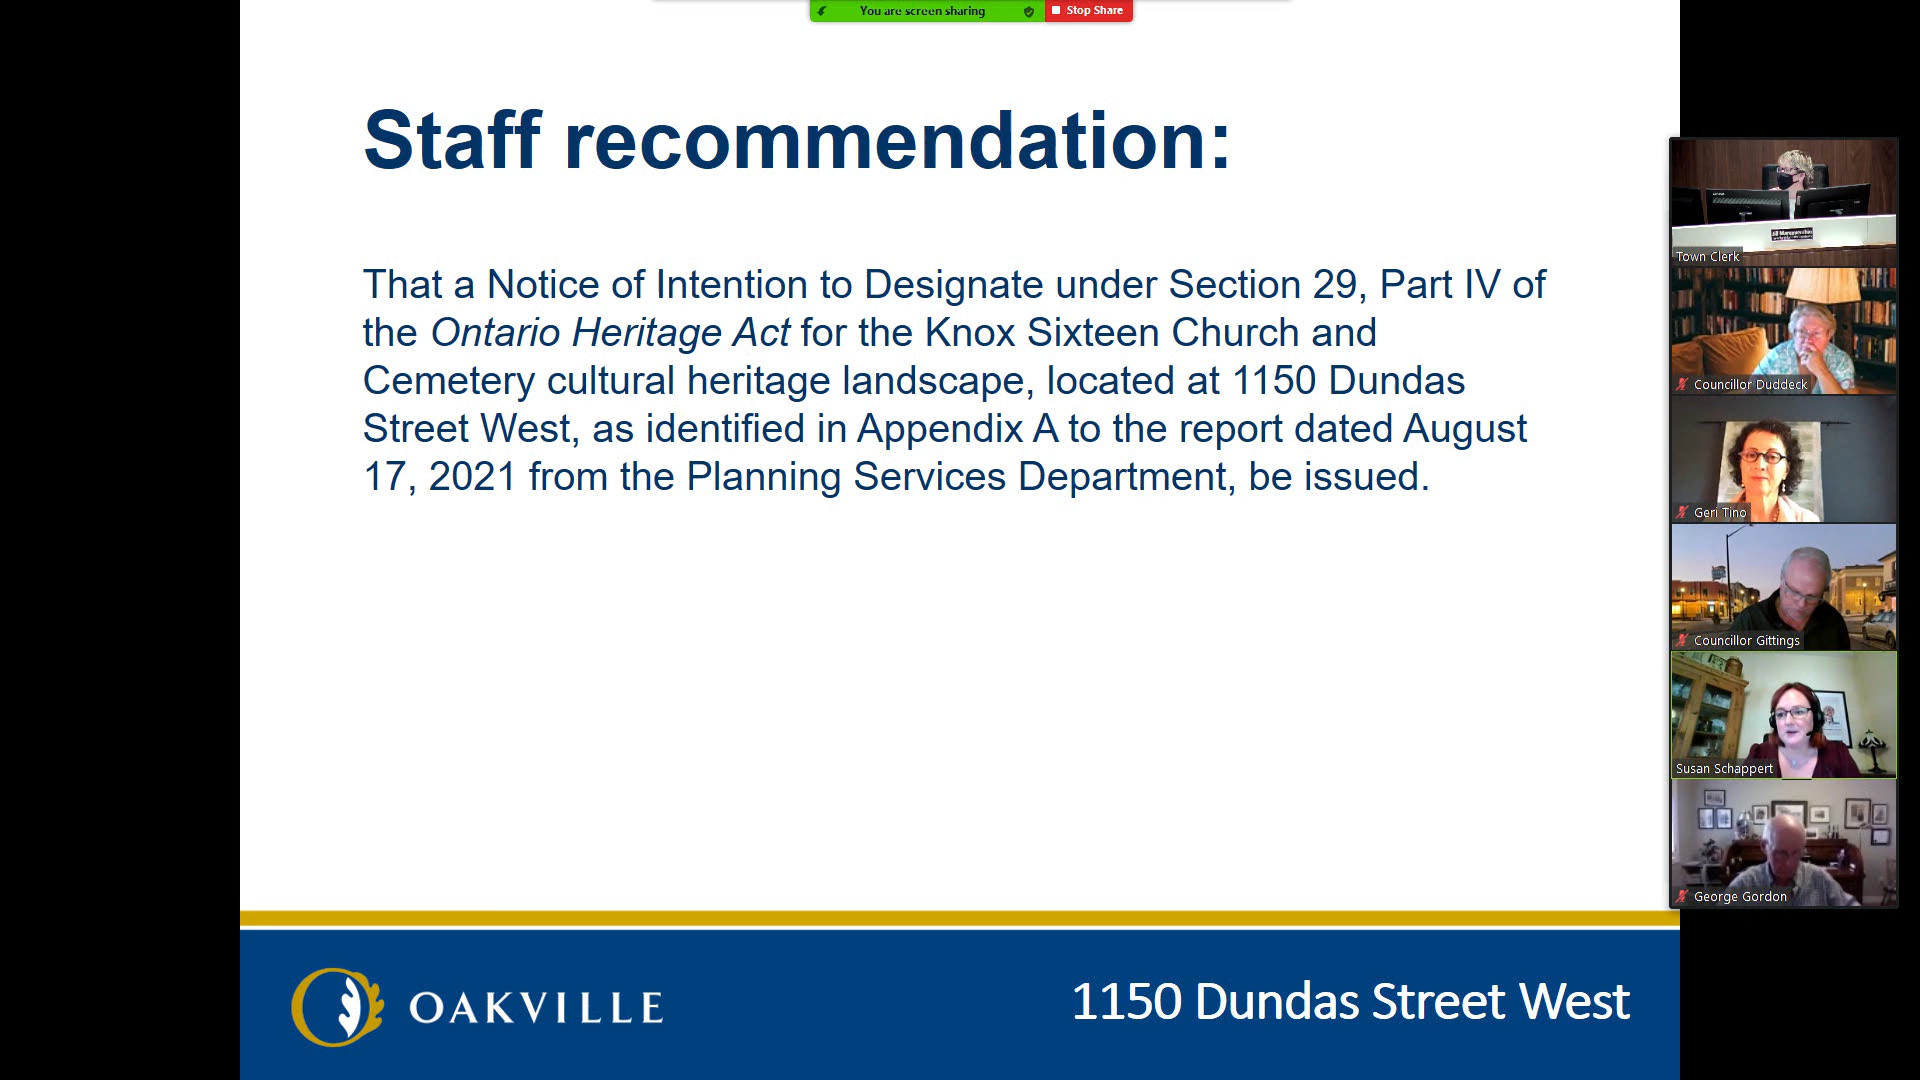 You are screen sharing
Stop Share
Staff recommendation:
That a Notice of Intention to Designate under Section 29, Part IV of
the Ontario Heritage Act for the Knox Sixteen Church and
Cemetery cultural heritage landscape, located at 1150 Dundas
Street West, as identified in Appendix A to the report dated August
17, 2021 from the Planning Services Department, be issued.
OAKVILLE
1150 Dundas Street West
Town Clerk
Councillor Duddeck
Geri Tino
Councillor Gittings
Susan Schappert
George Gordon